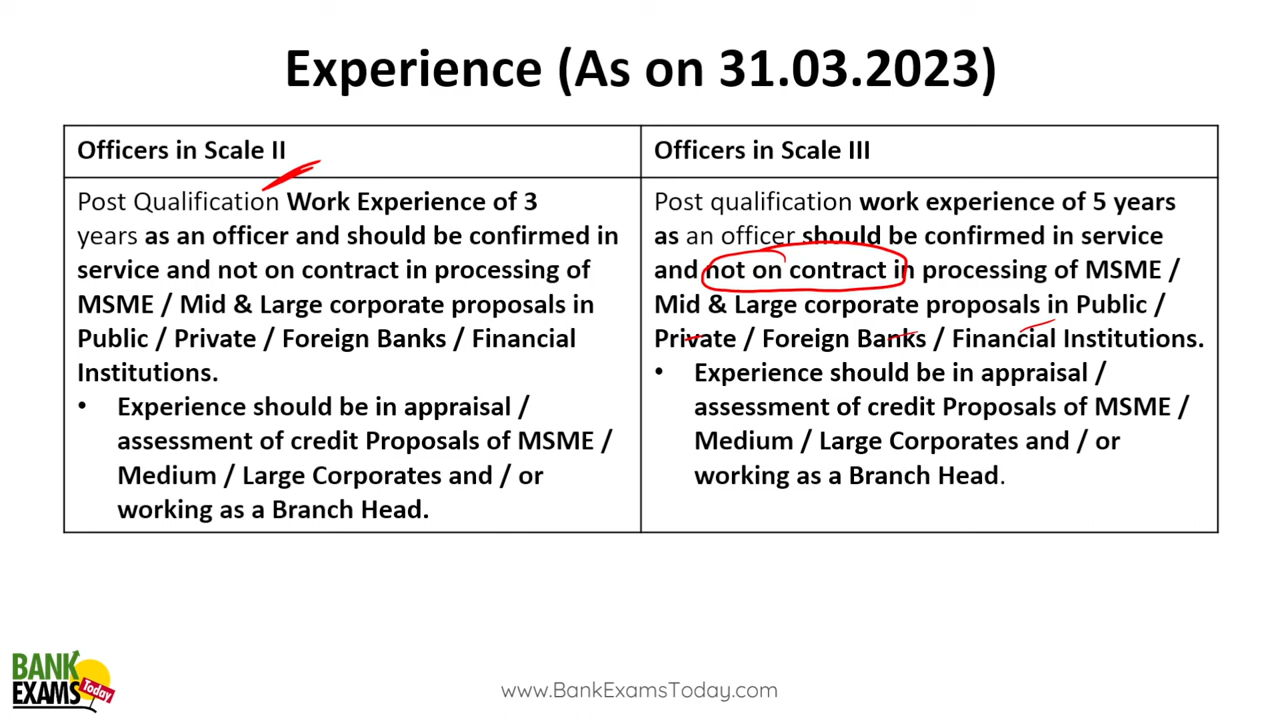 Experience (As on 31.03.2023)
Officers in Scale II
Post Qualification Work Experience of 3
years as an officer and should be confirmed in
service and not on contract in processing of
MSME / Mid & Large corporate proposals in
Public / Private / Foreign Banks / Financial
Institutions.
• Experience should be in appraisal /
assessment of credit Proposals of MSME /
Medium / Large Corporates and / or
working as a Branch Head.
Officers in Scale III
Post qualification work experience of 5 years
as an officer should be confirmed in service
and not on contract in processing of MSME /
Mid & Large corporate proposals in Public /
Private / Foreign Banks / Financial Institutions.
• Experience should be in appraisal /
assessment of credit Proposals of MSME /
Medium / Large Corporates and / or
working as a Branch Head.
BANK
EXAMS
Today
www.BankExamsToday.com